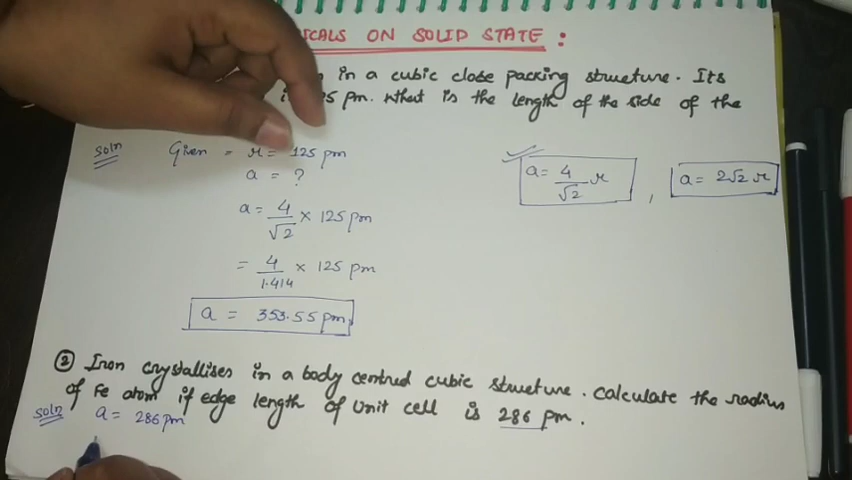 ON SOLID STATE :
in a cubic close packing structure. Its
pm. What is the length of the side of the
Soln
Given = r = 125 pm
a = ?
a = 4/√2 × 125 pm
= 4/1.414 × 125 pm
a = 353.55 pm
a = 4/√2 r , a = 2√2 r
② Iron crystallises in a body centred cubic structure. Calculate the radius
of Fe atom if edge length of unit cell is 286 pm.
Soln a = 286 pm